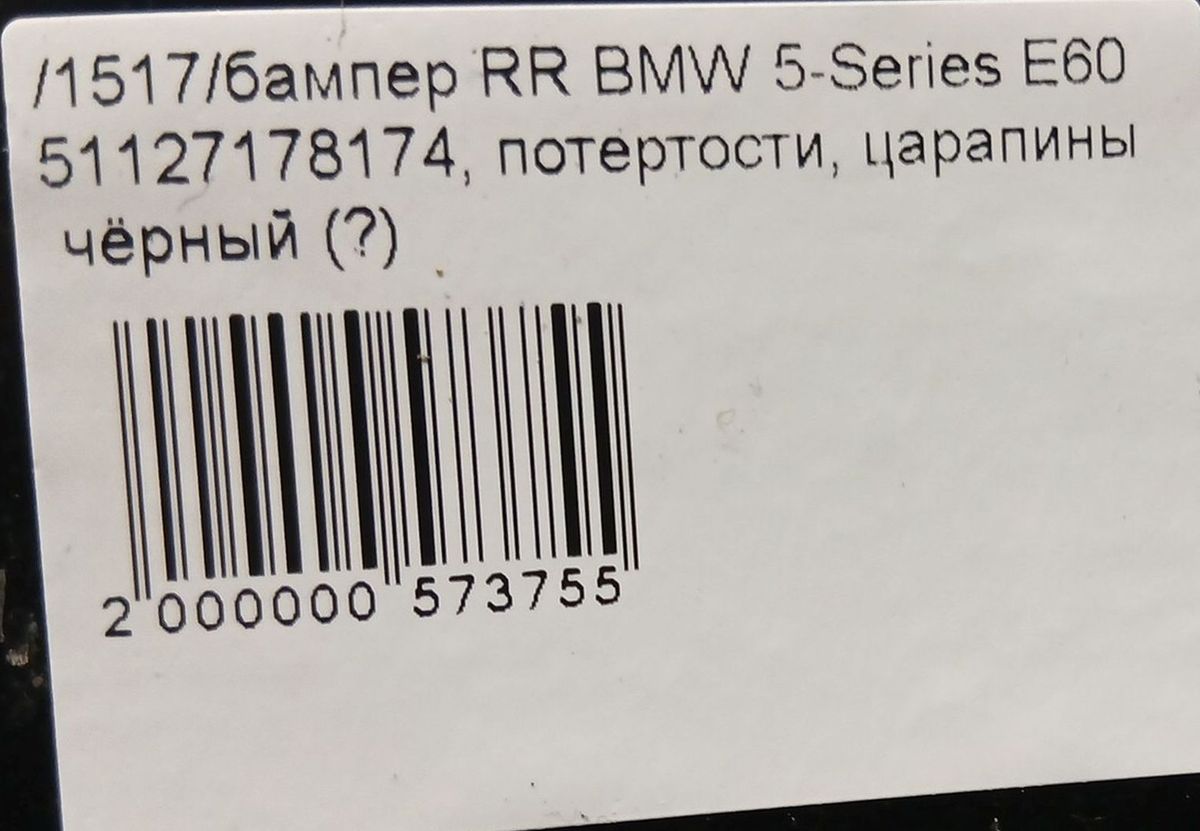 /1517/бампер RR BMW 5-Series E60
51127178174, потертости, царапины
чёрный (?)
2 000000 573755